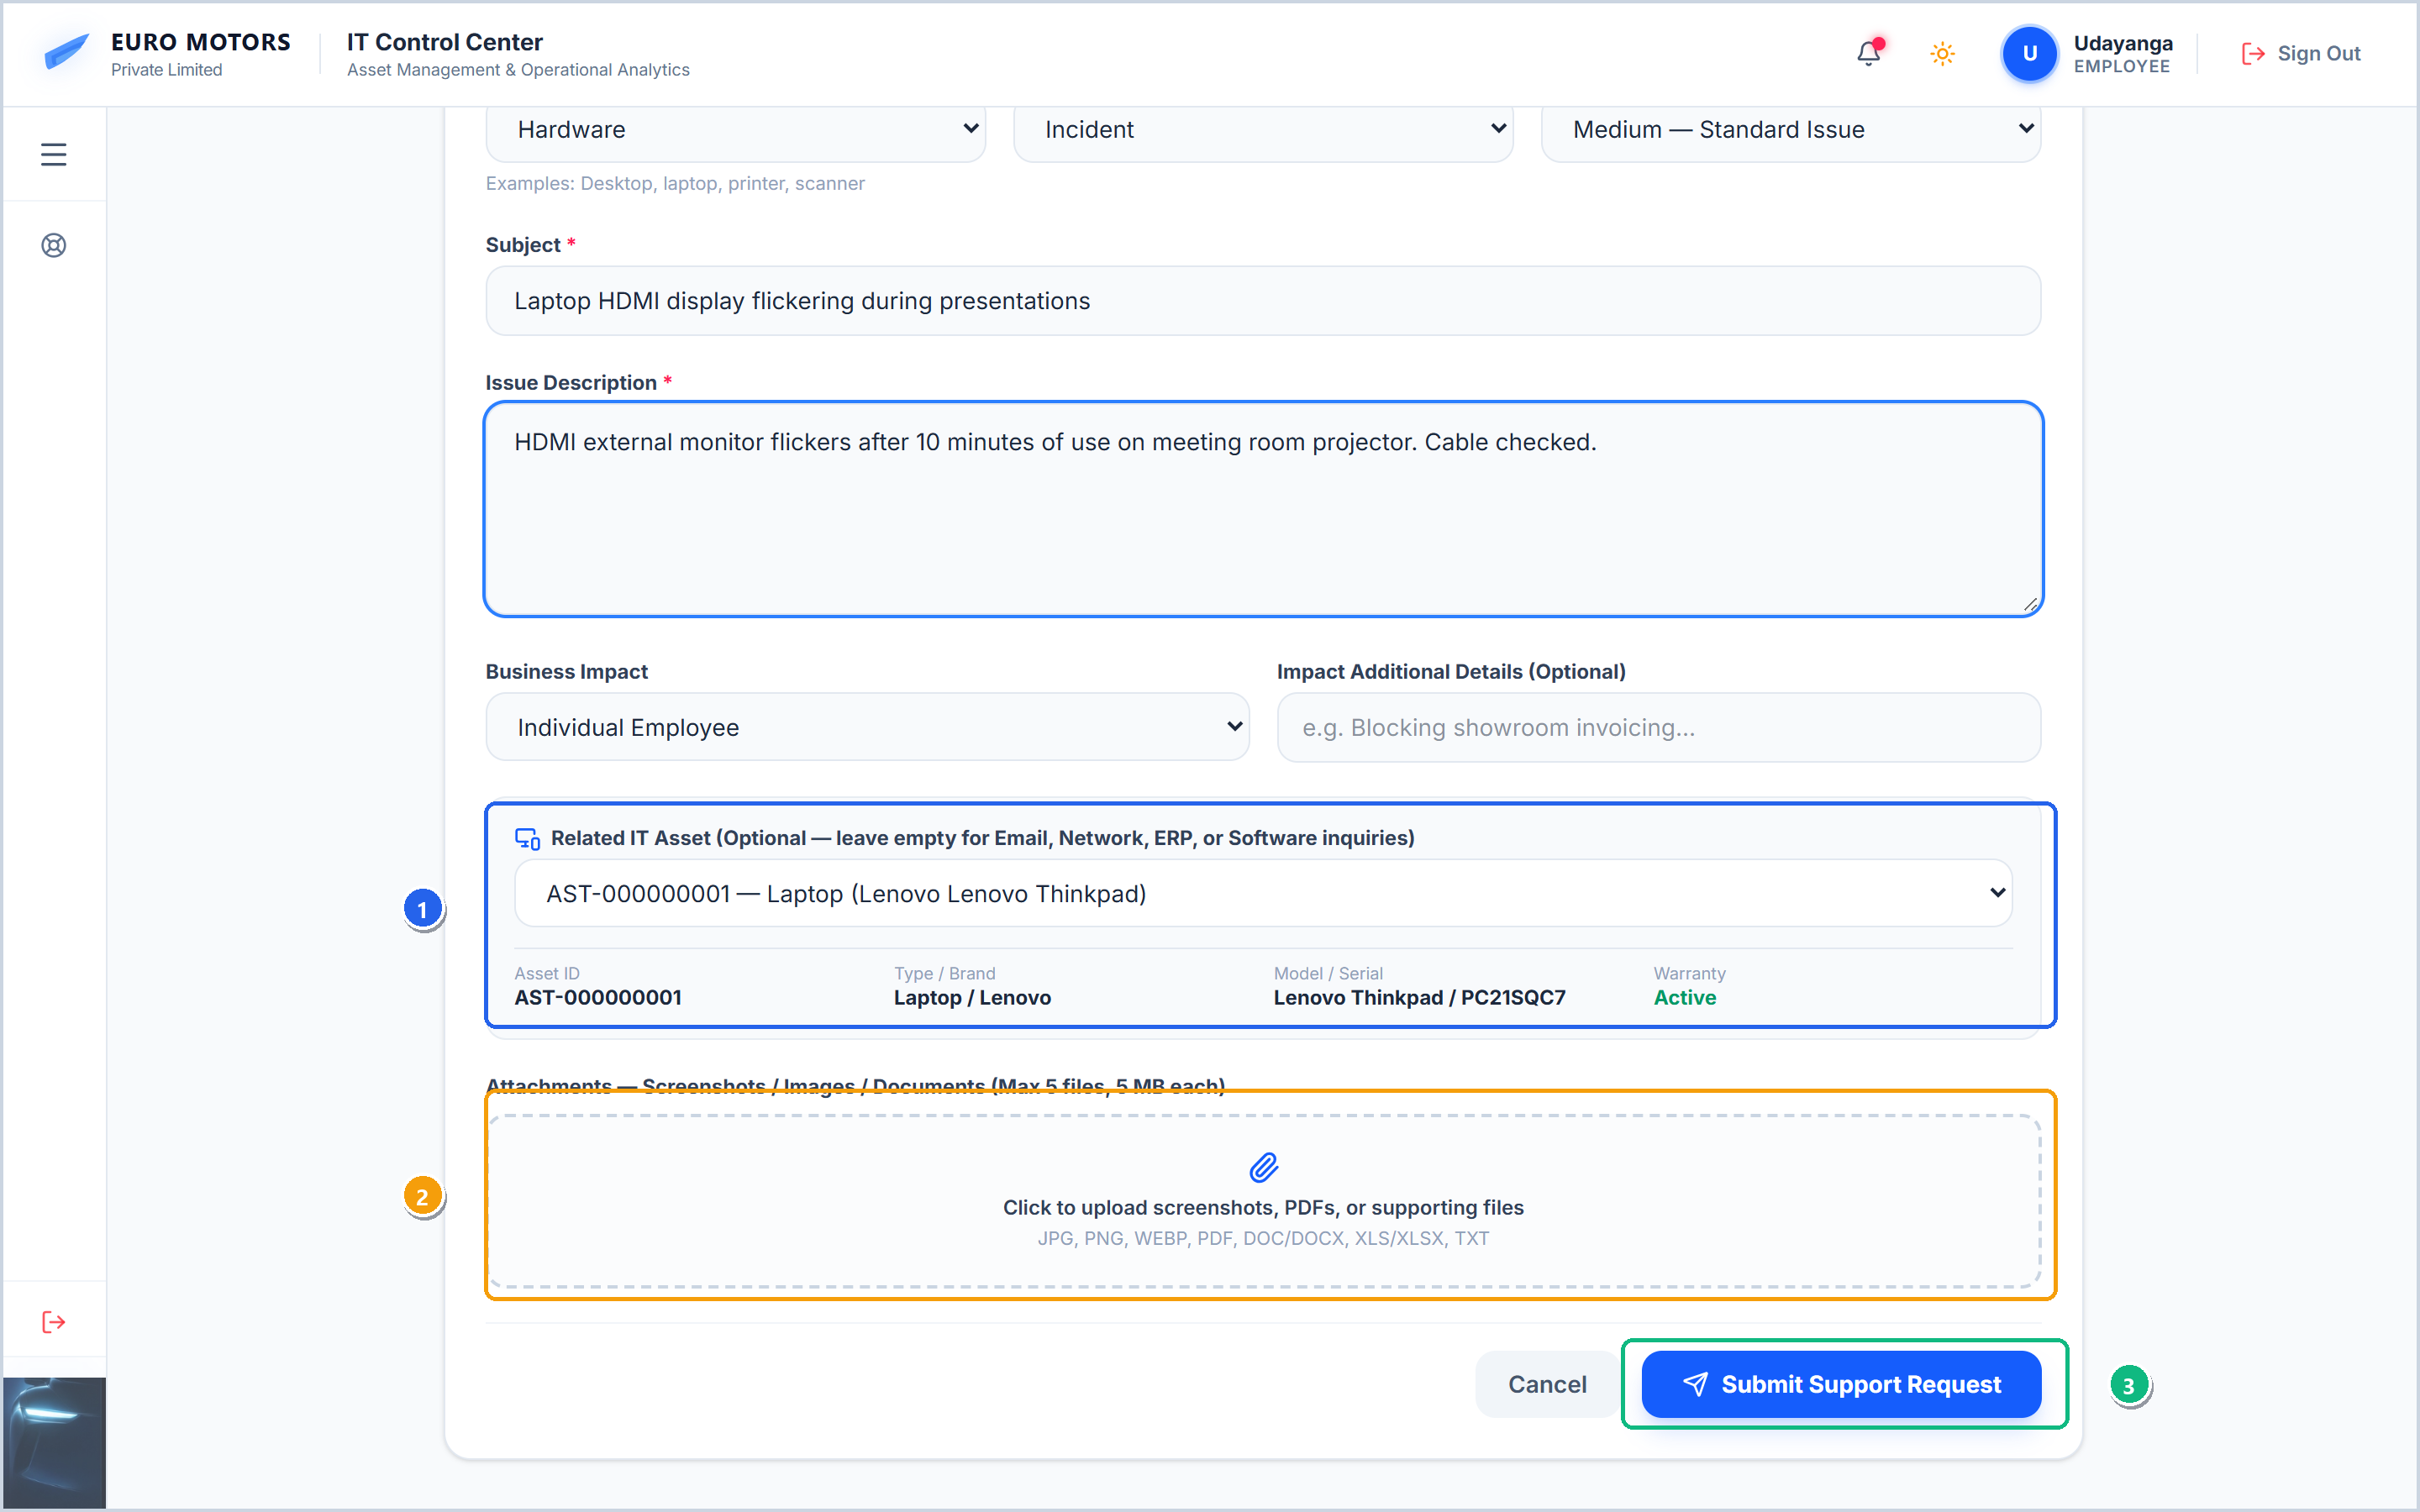 EURO MOTORS
Private Limited
IT Control Center
Asset Management & Operational Analytics
U
Udayanga
EMPLOYEE
Sign Out
Hardware
Incident
Medium — Standard Issue
Examples: Desktop, laptop, printer, scanner
Subject *
Laptop HDMI display flickering during presentations
Issue Description *
HDMI external monitor flickers after 10 minutes of use on meeting room projector. Cable checked.
Business Impact
Impact Additional Details (Optional)
Individual Employee
e.g. Blocking showroom invoicing...
Related IT Asset (Optional — leave empty for Email, Network, ERP, or Software inquiries)
AST-000000001 — Laptop (Lenovo Lenovo Thinkpad)
1
Asset ID
Type / Brand
Model / Serial
Warranty
AST-000000001
Laptop / Lenovo
Lenovo Thinkpad / PC21SQC7
Active
Attachments — Screenshots / Images / Documents (Max 5 files, 5 MB each)
2
Click to upload screenshots, PDFs, or supporting files
JPG, PNG, WEBP, PDF, DOC/DOCX, XLS/XLSX, TXT
Cancel
Submit Support Request
3